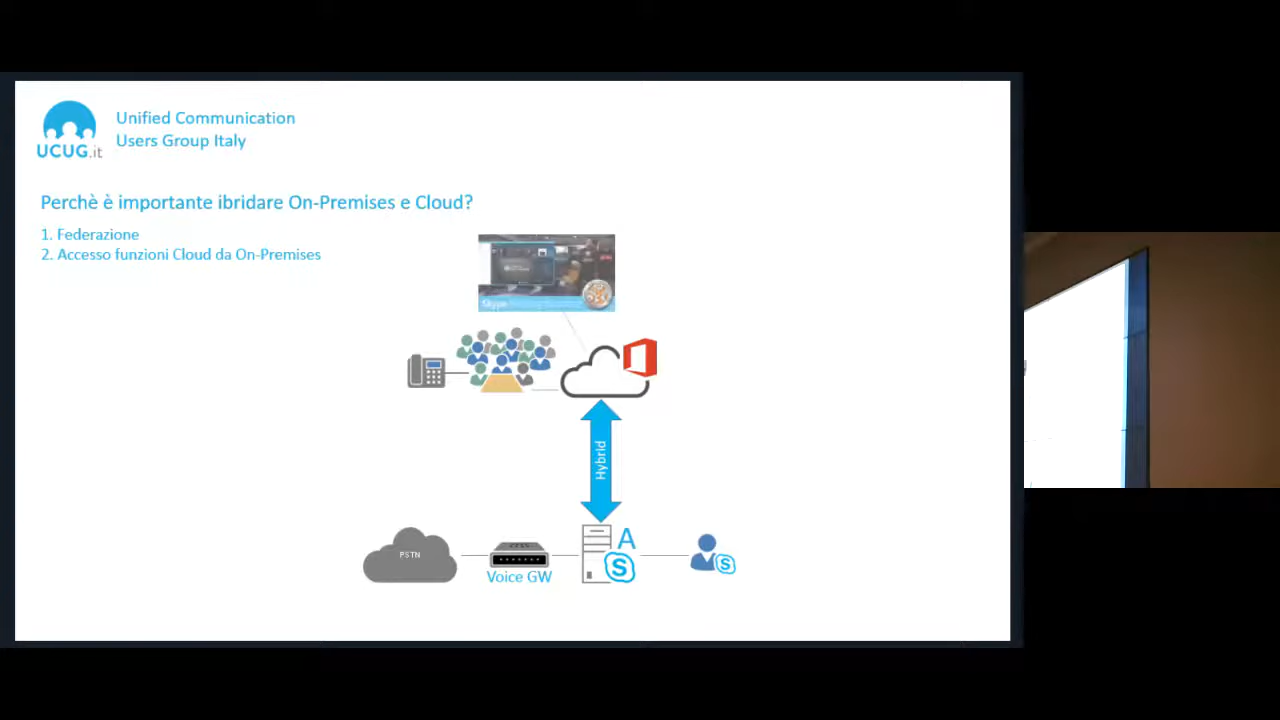 Unified Communication
Users Group Italy
UCUG.it
Perchè è importante ibridare On-Premises e Cloud?
1. Federazione
2. Accesso funzioni Cloud da On-Premises
Skype
Hybrid
PSTN
A
S
S
Voice GW